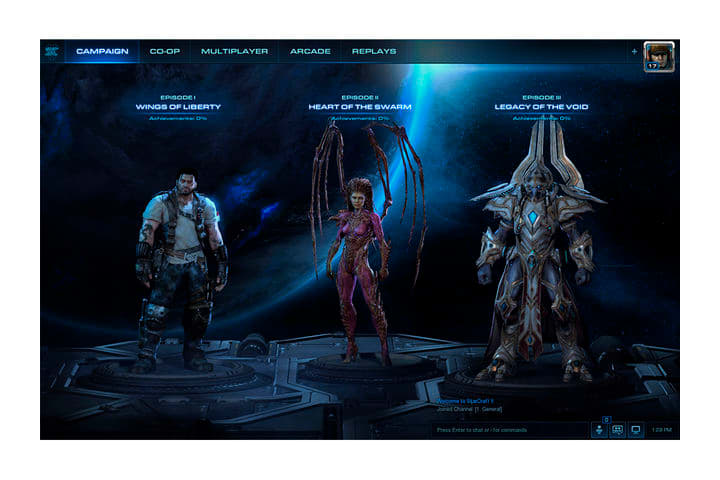 CAMPAIGN CO-OP MULTIPLAYER ARCADE REPLAYS +
17
EPISODE I
WINGS OF LIBERTY
Achievements: 0%
EPISODE II
HEART OF THE SWARM
Achievements: 0%
EPISODE III
LEGACY OF THE VOID
Achievements: 0%
Welcome to StarCraft II
Joined Channel [1. General]
0
Press Enter to chat or / for commands
1:23 PM